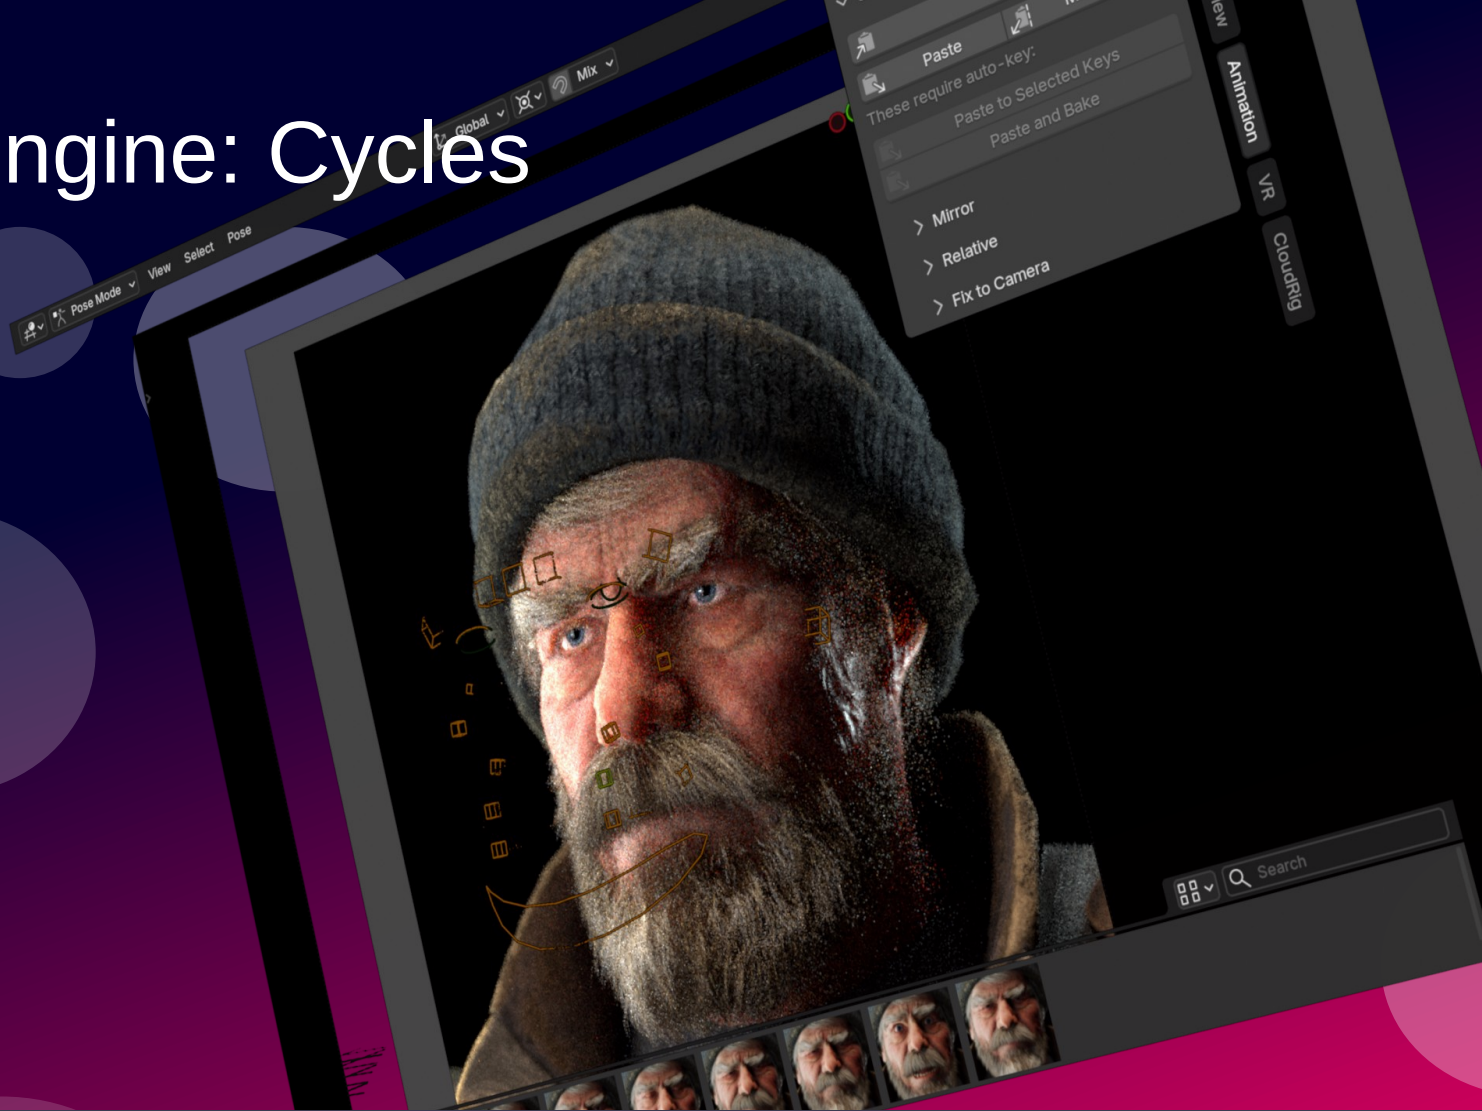 ngine: Cycles
Global
Mix
Pose Mode
View
Select
Pose
Paste
These require auto-key:
Paste to Selected Keys
Paste and Bake
Mirror
Relative
Fix to Camera
Animation
VR
CloudRig
Search